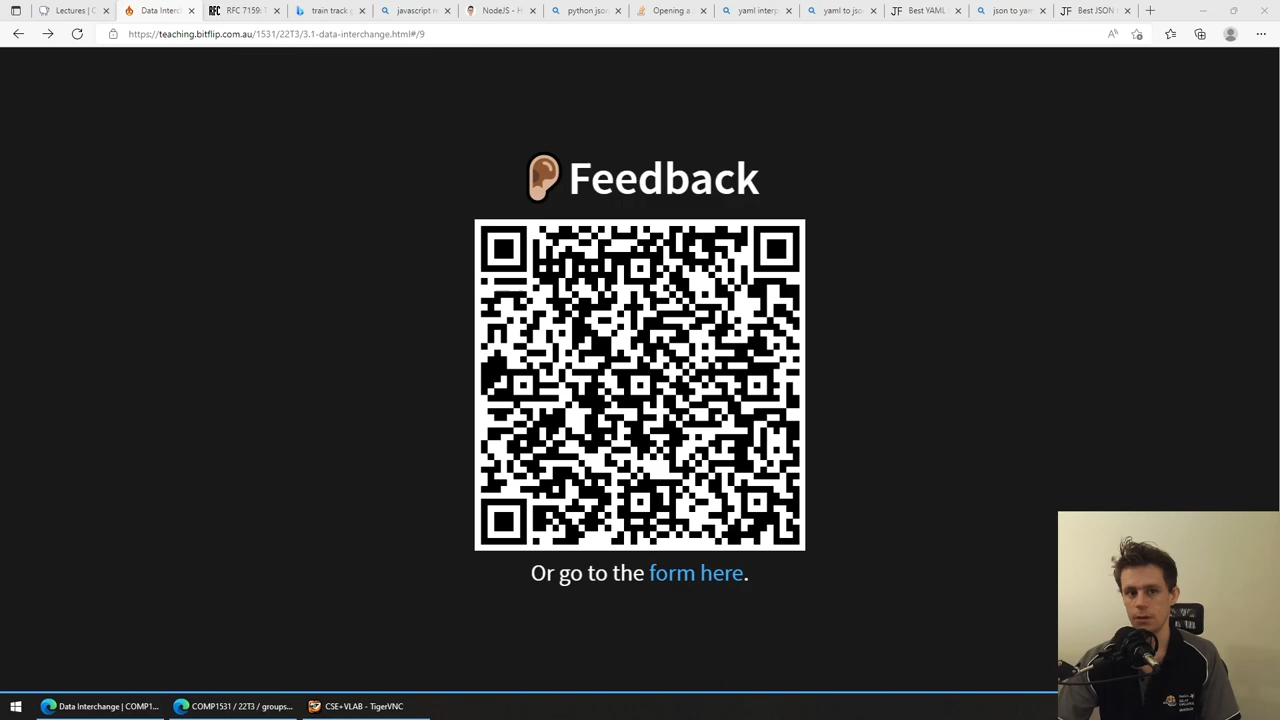 Lectures | C
Data Interc
RFC 7159: T
train track g
javascript re
NodeJS - H
python json
Opening a
yaml interp
yaml to json
Best YAML
json to yam
Best JSON
https://teaching.bitflip.com.au/1531/22T3/3.1-data-interchange.html#/9
Feedback
Or go to the form here.
Data Interchange | COMP1...
COMP1531 / 22T3 / groups...
CSE+VLAB - TigerVNC